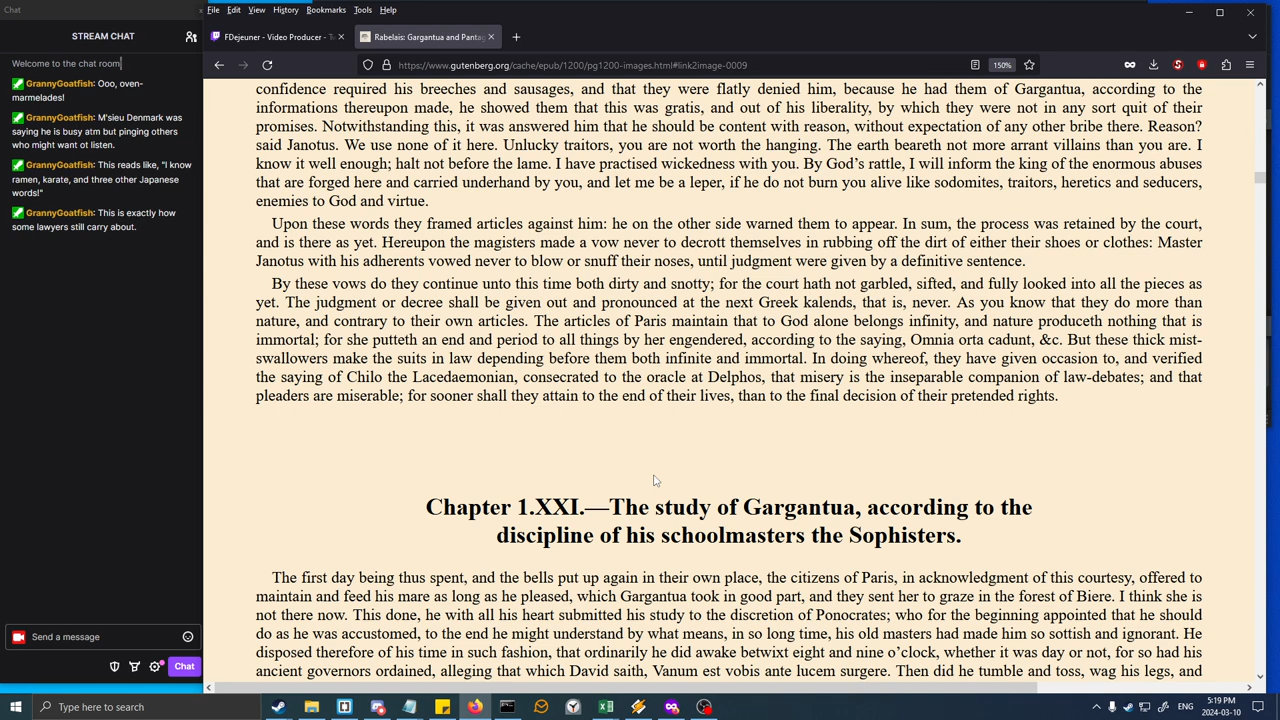 Chat
STREAM CHAT
Welcome to the chat room
GrannyGoatfish: Ooo, oven-
marmelades!
GrannyGoatfish: M'sieu Denmark was
saying he is busy atm but pinging others
who might want ot listen.
GrannyGoatfish: This reads like, "I know
ramen, karate, and three other Japanese
words!"
GrannyGoatfish: This is exactly how
some lawyers still carry about.
Send a message
Chat
File Edit View History Bookmarks Tools Help
FDejeuner - Video Producer - T
Rabelais: Gargantua and Pantag
https://www.gutenberg.org/cache/epub/1200/pg1200-images.html#link2image-0009
150%
confidence required his breeches and sausages, and that they were flatly denied him, because he had them of Gargantua, according to the
informations thereupon made, he showed them that this was gratis, and out of his liberality, by which they were not in any sort quit of their
promises. Notwithstanding this, it was answered him that he should be content with reason, without expectation of any other bribe there. Reason?
said Janotus. We use none of it here. Unlucky traitors, you are not worth the hanging. The earth beareth not more arrant villains than you are. I
know it well enough; halt not before the lame. I have practised wickedness with you. By God's rattle, I will inform the king of the enormous abuses
that are forged here and carried underhand by you, and let me be a leper, if he do not burn you alive like sodomites, traitors, heretics and seducers,
enemies to God and virtue.
Upon these words they framed articles against him: he on the other side warned them to appear. In sum, the process was retained by the court,
and is there as yet. Hereupon the magisters made a vow never to decrott themselves in rubbing off the dirt of either their shoes or clothes: Master
Janotus with his adherents vowed never to blow or snuff their noses, until judgment were given by a definitive sentence.
By these vows do they continue unto this time both dirty and snotty; for the court hath not garbled, sifted, and fully looked into all the pieces as
yet. The judgment or decree shall be given out and pronounced at the next Greek kalends, that is, never. As you know that they do more than
nature, and contrary to their own articles. The articles of Paris maintain that to God alone belongs infinity, and nature produceth nothing that is
immortal; for she putteth an end and period to all things by her engendered, according to the saying, Omnia orta cadunt, &c. But these thick mist-
swallowers make the suits in law depending before them both infinite and immortal. In doing whereof, they have given occasion to, and verified
the saying of Chilo the Lacedaemonian, consecrated to the oracle at Delphos, that misery is the inseparable companion of law-debates; and that
pleaders are miserable; for sooner shall they attain to the end of their lives, than to the final decision of their pretended rights.
Chapter 1.XXI.—The study of Gargantua, according to the
discipline of his schoolmasters the Sophisters.
The first day being thus spent, and the bells put up again in their own place, the citizens of Paris, in acknowledgment of this courtesy, offered to
maintain and feed his mare as long as he pleased, which Gargantua took in good part, and they sent her to graze in the forest of Biere. I think she is
not there now. This done, he with all his heart submitted his study to the discretion of Ponocrates; who for the beginning appointed that he should
do as he was accustomed, to the end he might understand by what means, in so long time, his old masters had made him so sottish and ignorant. He
disposed therefore of his time in such fashion, that ordinarily he did awake betwixt eight and nine o'clock, whether it was day or not, for so had his
ancient governors ordained, alleging that which David saith, Vanum est vobis ante lucem surgere. Then did he tumble and toss, wag his legs, and
Type here to search
ENG
5:19 PM
2024-03-10